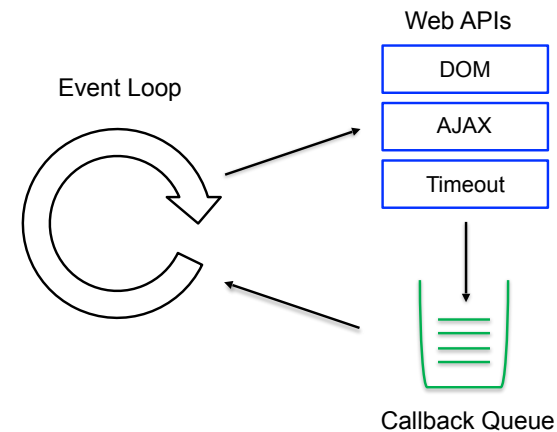 Web APIs
Event Loop
DOM
AJAX
Timeout
Callback Queue